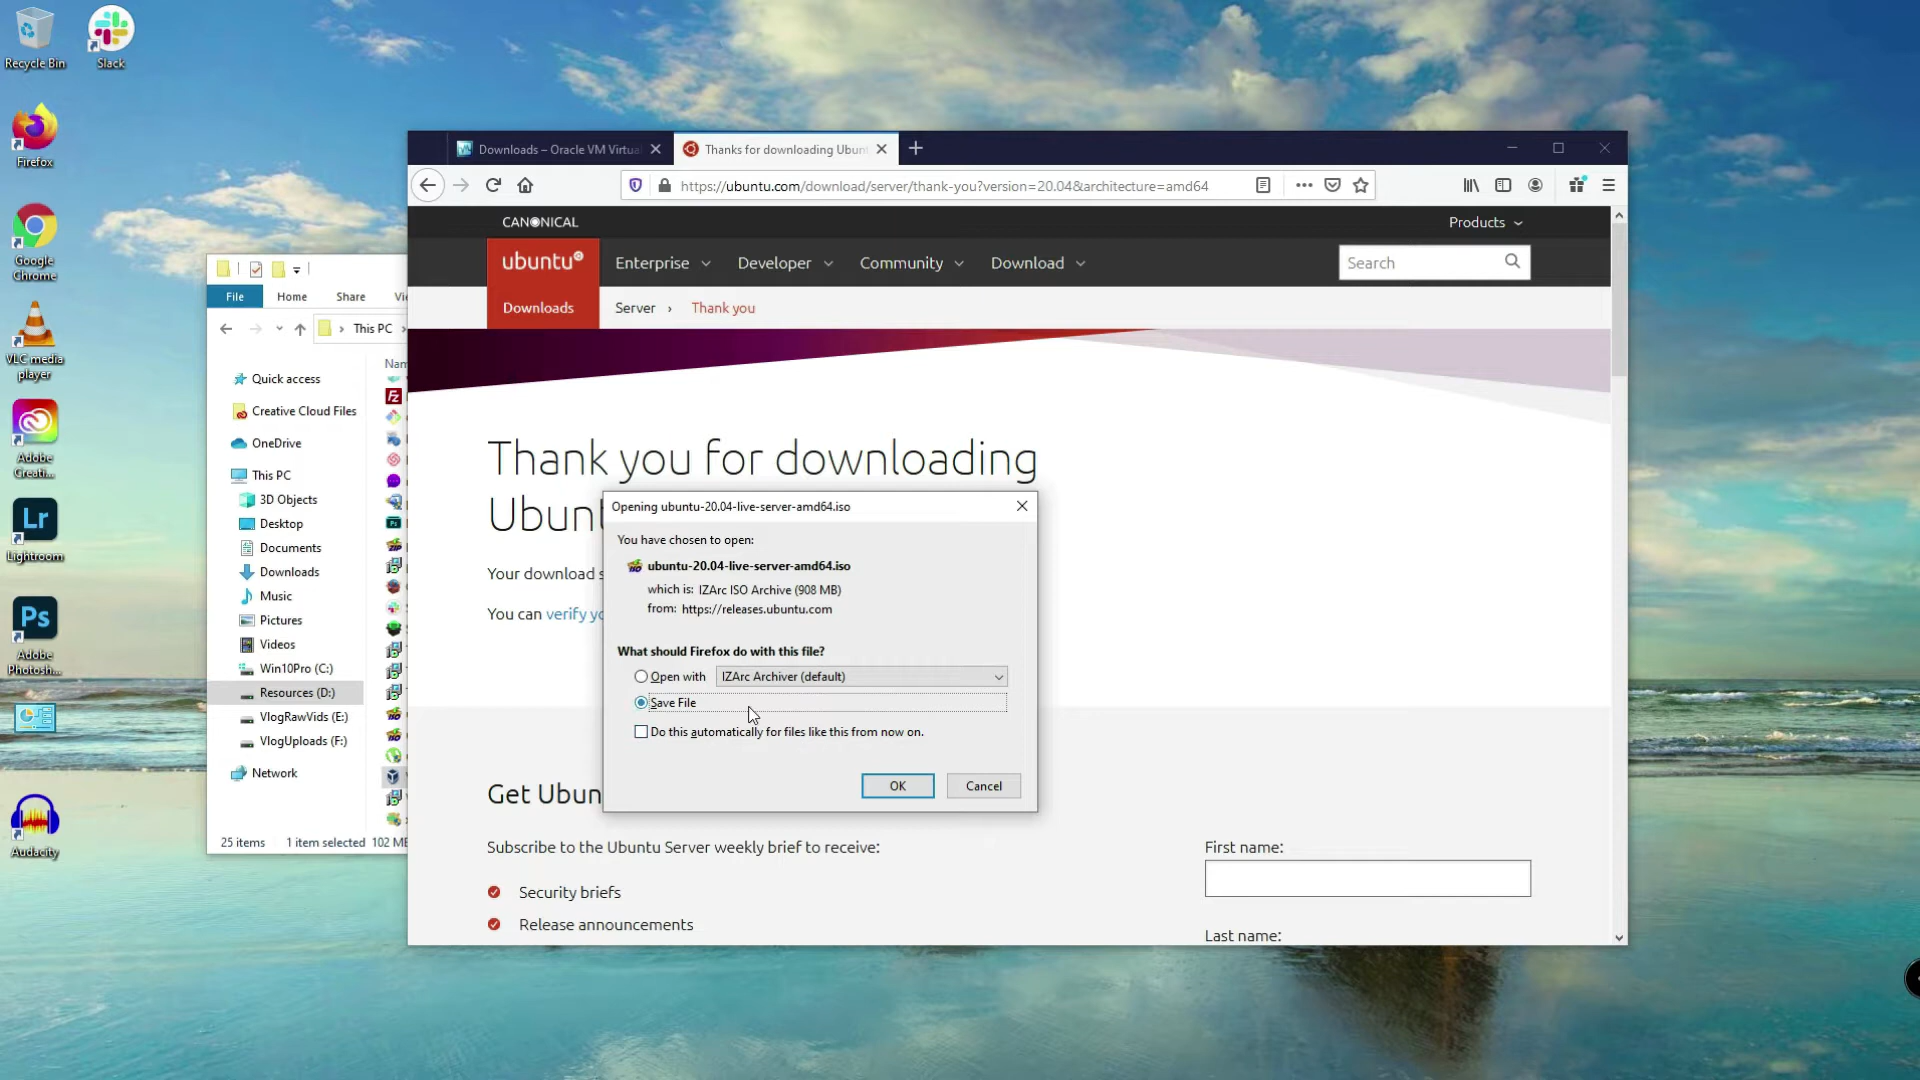 Recycle Bin
Slack
Firefox
Google
Chrome
VLC media
player
Adobe
Creati...
Lr
Lightroom
Ps
Adobe
Photosh...
Audacity
File
Home
Share
This PC
Quick access
Creative Cloud Files
OneDrive
This PC
3D Objects
Desktop
Documents
Downloads
Music
Pictures
Videos
Win10Pro (C:)
Resources (D:)
VlogRawVids (E:)
VlogUploads (F:)
Network
25 items
1 item selected
102 MB
Downloads – Oracle VM Virtual
Thanks for downloading Ubun
https://ubuntu.com/download/server/thank-you?version=20.04&architecture=amd64
CANONICAL
Products
ubuntu
Enterprise
Developer
Community
Download
Search
Downloads
Server
Thank you
Thank you for downloading
Ubun
Your download s
You can verify yo
Opening ubuntu-20.04-live-server-amd64.iso
You have chosen to open:
ubuntu-20.04-live-server-amd64.iso
which is: IZArc ISO Archive (908 MB)
from: https://releases.ubuntu.com
What should Firefox do with this file?
Open with
IZArc Archiver (default)
Save File
Do this automatically for files like this from now on.
OK
Cancel
Get Ubun
Subscribe to the Ubuntu Server weekly brief to receive:
Security briefs
Release announcements
First name:
Last name: